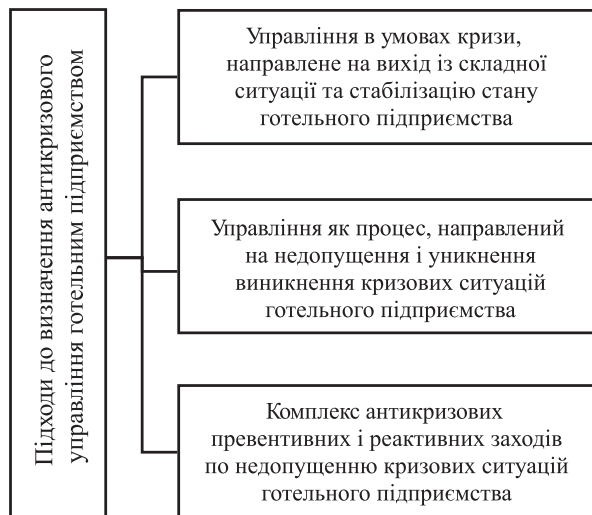 Підходи до визначення антикризового
управління готельним підприємством
Управління в умовах кризи,
направлене на вихід із складної
ситуації та стабілізацію стану
готельного підприємства
Управління як процес, направлений
на недопущення і уникнення
виникнення кризових ситуацій
готельного підприємства
Комплекс антикризових
превентивних і реактивних заходів
по недопущенню кризових ситуацій
готельного підприємства